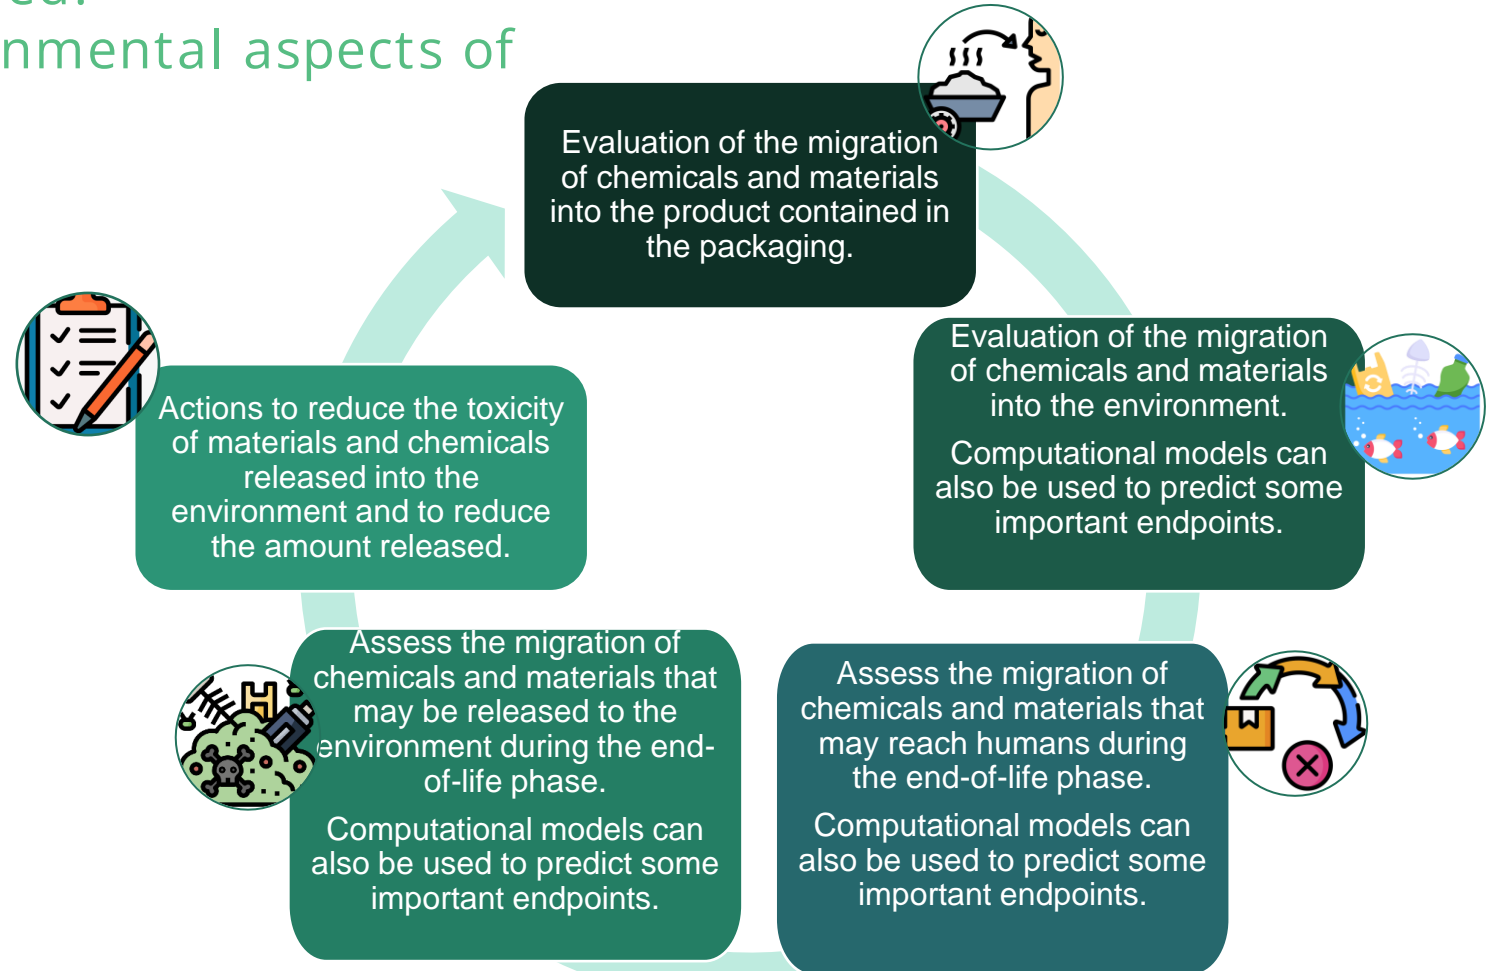 nmental aspects of
Evaluation of the migration
of chemicals and materials
into the product contained in
the packaging.
Evaluation of the migration
of chemicals and materials
into the environment.
Computational models can
also be used to predict some
important endpoints.
Assess the migration of
chemicals and materials that
may reach humans during
the end-of-life phase.
Computational models can
also be used to predict some
important endpoints.
Assess the migration of
chemicals and materials that
may be released to the
environment during the end-
of-life phase.
Computational models can
also be used to predict some
important endpoints.
Actions to reduce the toxicity
of materials and chemicals
released into the
environment and to reduce
the amount released.